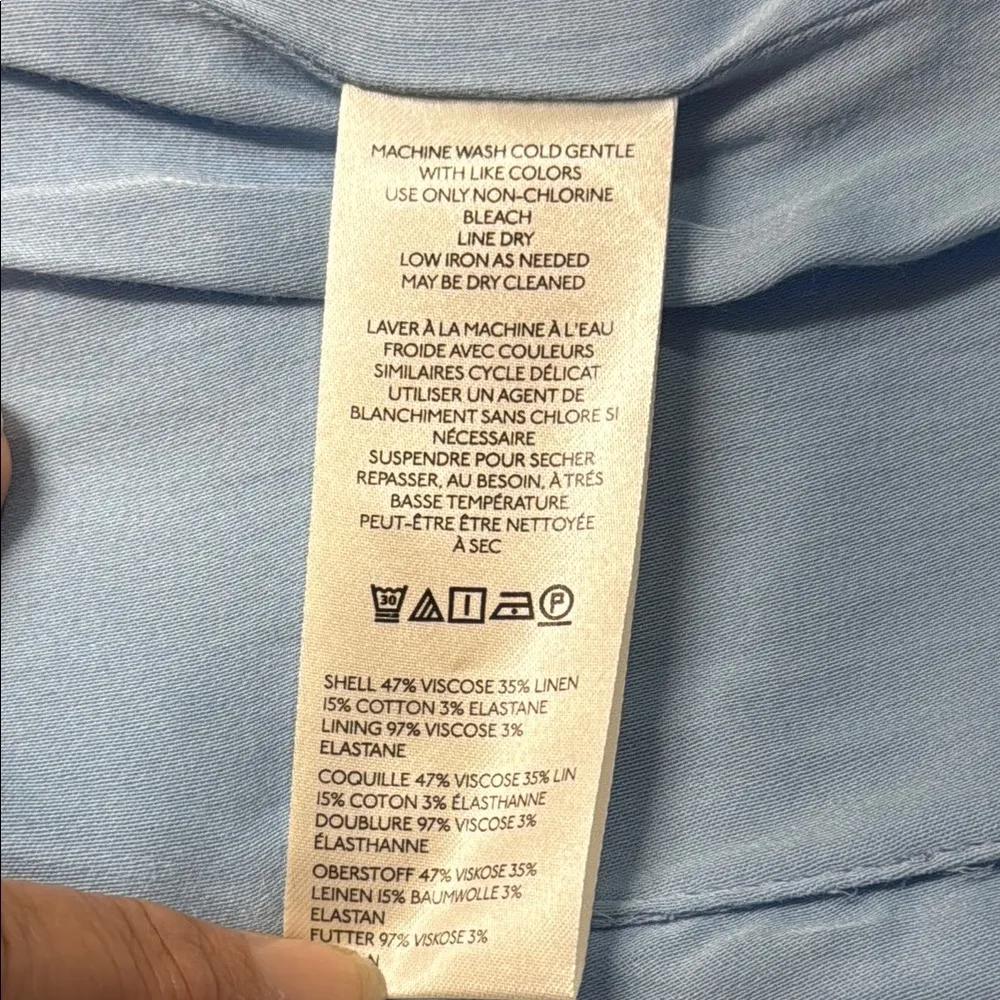 MACHINE WASH COLD GENTLE
WITH LIKE COLORS
USE ONLY NON-CHLORINE
BLEACH
LINE DRY
LOW IRON AS NEEDED
MAY BE DRY CLEANED
LAVER À LA MACHINE À L'EAU
FROIDE AVEC COULEURS
SIMILAIRES CYCLE DÉLICAT
UTILISER UN AGENT DE
BLANCHIMENT SANS CHLORE SI
NÉCESSAIRE
SUSPENDRE POUR SECHER
REPASSER, AU BESOIN, À TRÉS
BASSE TEMPÉRATURE
PEUT-ÊTRE ÊTRE NETTOYÉE
À SEC
30 P
SHELL 47% VISCOSE 35% LINEN
15% COTTON 3% ELASTANE
LINING 97% VISCOSE 3%
ELASTANE
COQUILLE 47% VISCOSE 35% LIN
15% COTON 3% ÉLASTHANNE
DOUBLURE 97% VISCOSE 3%
ÉLASTHANNE
OBERSTOFF 47% VISKOSE 35%
LEINEN 15% BAUMWOLLE 3%
ELASTAN
FUTTER 97% VISKOSE 3%